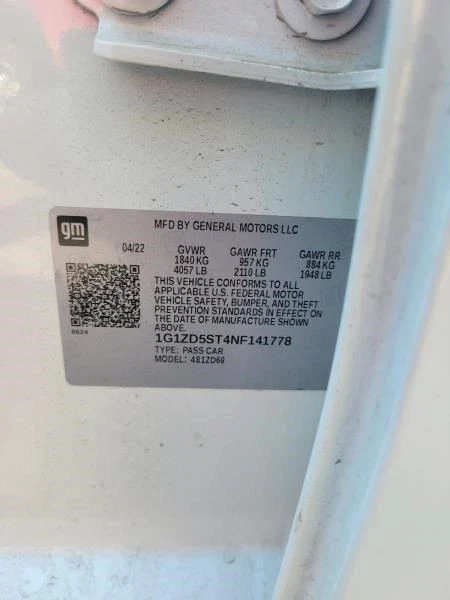 gm
MFD BY GENERAL MOTORS LLC
04/22 GVWR GAWR FRT GAWR RR
1840 KG 957 KG 884 KG
4057 LB 2110 LB 1948 LB
THIS VEHICLE CONFORMS TO ALL
APPLICABLE U.S. FEDERAL MOTOR
VEHICLE SAFETY, BUMPER, AND THEFT
PREVENTION STANDARDS IN EFFECT ON
THE DATE OF MANUFACTURE SHOWN
ABOVE.
6624
1G1ZD5ST4NF141778
TYPE: PASS CAR
MODEL: 4S1ZD69